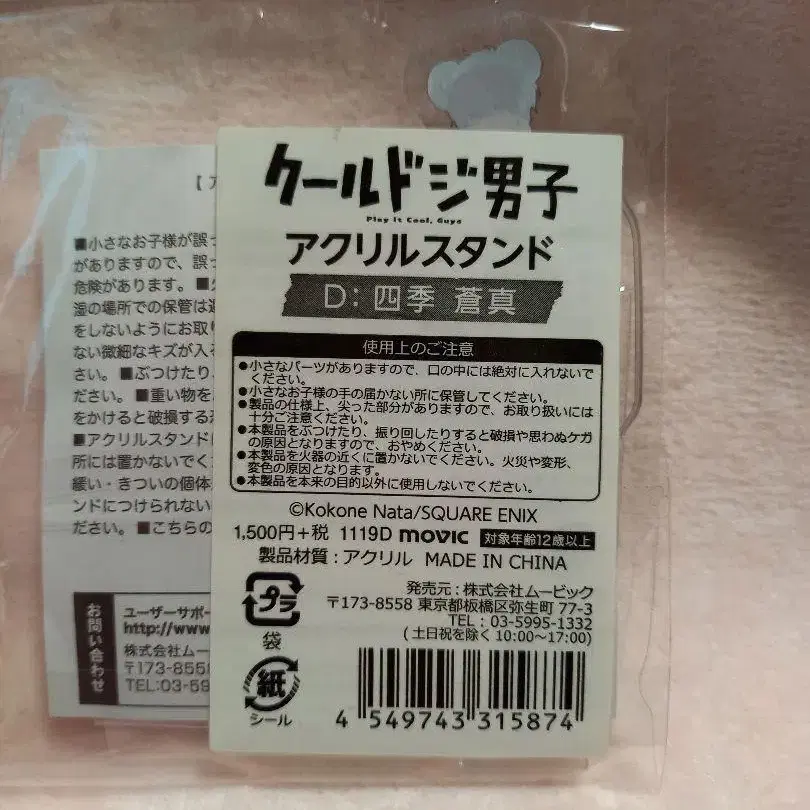 クールドジ男子
Play It Cool, Guys
アクリルスタンド
D：四季 蒼真
使用上のご注意
●小さなパーツがありますので、口の中には絶対に入れないで
ください。
●小さなお子様の手の届かない所に保管してください。
●製品の仕様上、尖った部分がありますので、お取り扱いには
十分ご注意ください。
●本製品をぶつけたり、振り回したりすると破損や思わぬケガ
の原因となりますので、おやめください。
●本製品を火器の近くに置かないでください。火災や変形、
変色の原因となります。
●本製品を本来の目的以外に使用しないでください。
©Kokone Nata/SQUARE ENIX
1,500円＋税 1119D movic 対象年齢12歳以上
製品材質：アクリル MADE IN CHINA
プラ
袋
紙
シール
発売元：株式会社ムービック
〒173-8558 東京都板橋区弥生町 77-3
TEL：03-5995-1332
(土日祝を除く 10:00〜17:00)
4 549743 315874
■小さなお子様が誤っ
がありますので、誤っ
危険があります。■
湿の場所での保管は
をしないようにお取り
ない微細なキズが入
さい。■ぶつけたり、
ださい。■重い物を
をかけると破損する
■アクリルスタンド
所には置かないでく
緩い・きついの個体
ンドにつけられない
ださい。■こちらの
お問い合わせ
ユーザーサポ
http://www
株式会社ムー
〒173-8558
TEL:03-59